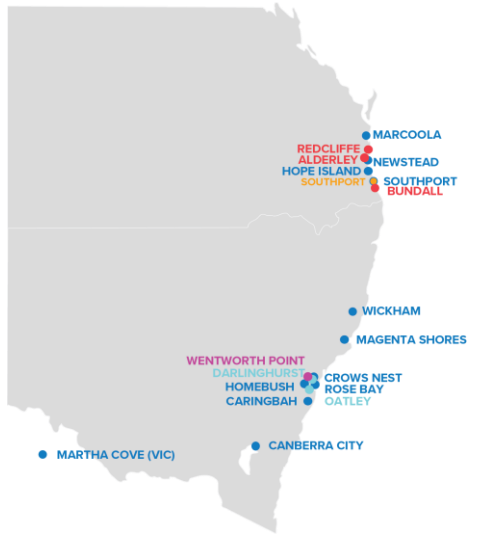 MARCOOLA
REDCLIFFE
ALDERLEY
NEWSTEAD
HOPE ISLAND
SOUTHPORT
SOUTHPORT
BUNDALL
WICKHAM
MAGENTA SHORES
WENTWORTH POINT
DARLINGHURST
CROWS NEST
HOMEBUSH
ROSE BAY
CARINGBAH
OATLEY
CANBERRA CITY
MARTHA COVE (VIC)